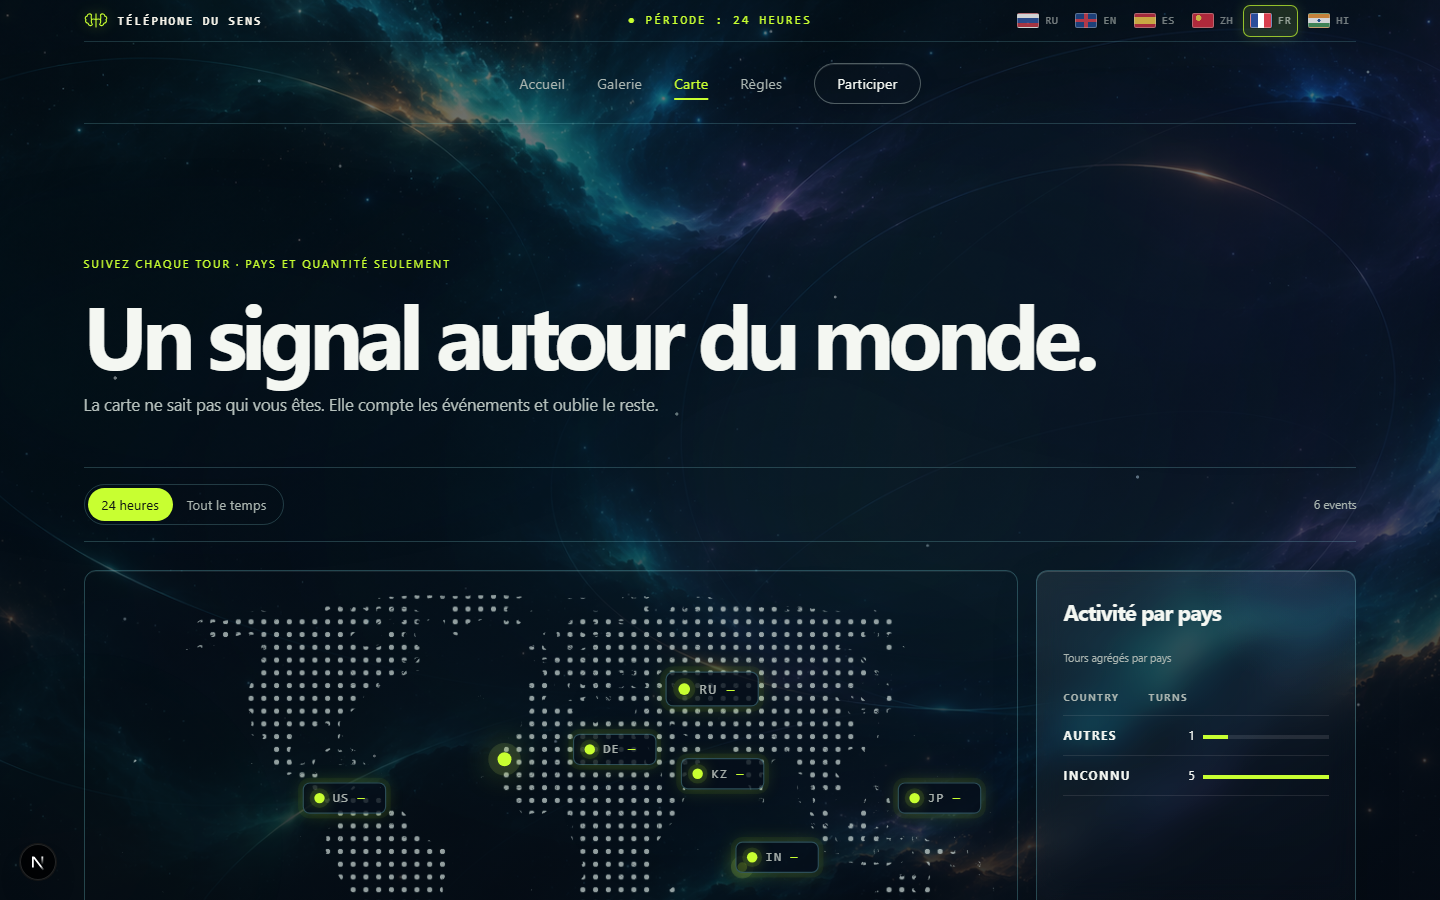 TÉLÉPHONE DU SENS
PÉRIODE : 24 HEURES
RU EN ES ZH FR HI
Accueil Galerie Carte Règles Participer
SUIVEZ CHAQUE TOUR · PAYS ET QUANTITÉ SEULEMENT
Un signal autour du monde.
La carte ne sait pas qui vous êtes. Elle compte les événements et oublie le reste.
24 heures Tout le temps
6 events
RU –
DE –
KZ –
US –
JP –
IN –
Activité par pays
Tours agrégés par pays
COUNTRY TURNS
AUTRES 1
INCONNU 5
N